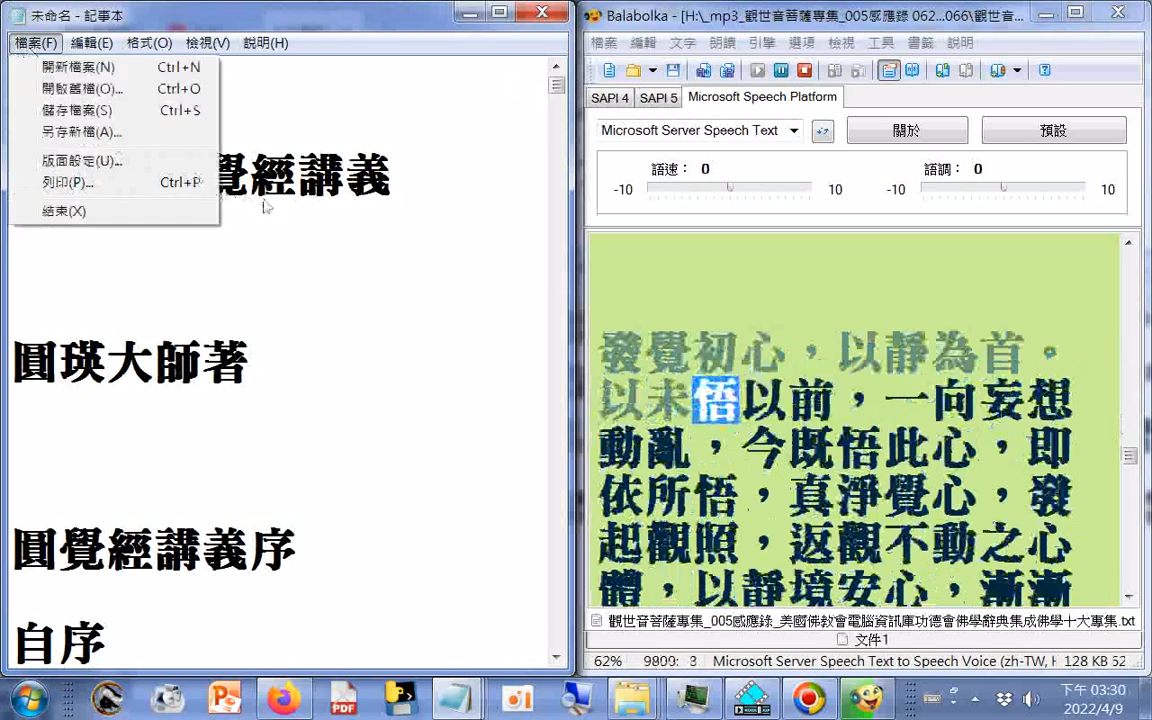 未命名 - 記事本
檔案(F) 編輯(E) 格式(O) 檢視(V) 說明(H)
開新檔案(N) Ctrl+N
開啟舊檔(O)... Ctrl+O
儲存檔案(S) Ctrl+S
另存新檔(A)...
版面設定(U)...
列印(P)... Ctrl+P
結束(X)
覺經講義
圓瑛大師著
圓覺經講義序
自序
Balabolka - [H:\_mp3_觀世音菩薩專集_005感應錄 062...066\觀世音...
檔案 編輯 文字 朗讀 引擎 選項 檢視 工具 書籤 說明
SAPI 4 SAPI 5 Microsoft Speech Platform
Microsoft Server Speech Text 關於 預設
語速： 0 語調： 0
-10 10 -10 10
發覺初心，以靜為首。
以未悟以前，一向妄想
動亂，今既悟此心，即
依所悟，真淨覺心，發
起觀照，返觀不動之心
體，以靜境安心，漸漸
觀世音菩薩專集_005感應錄_美國佛教會電腦資訊庫功德會佛學辭典集成佛學十大專集.txt
文件1
62% 9800: 3 Microsoft Server Speech Text to Speech Voice (zh-TW, H 128 KB 52
下午 03:30
2022/4/9